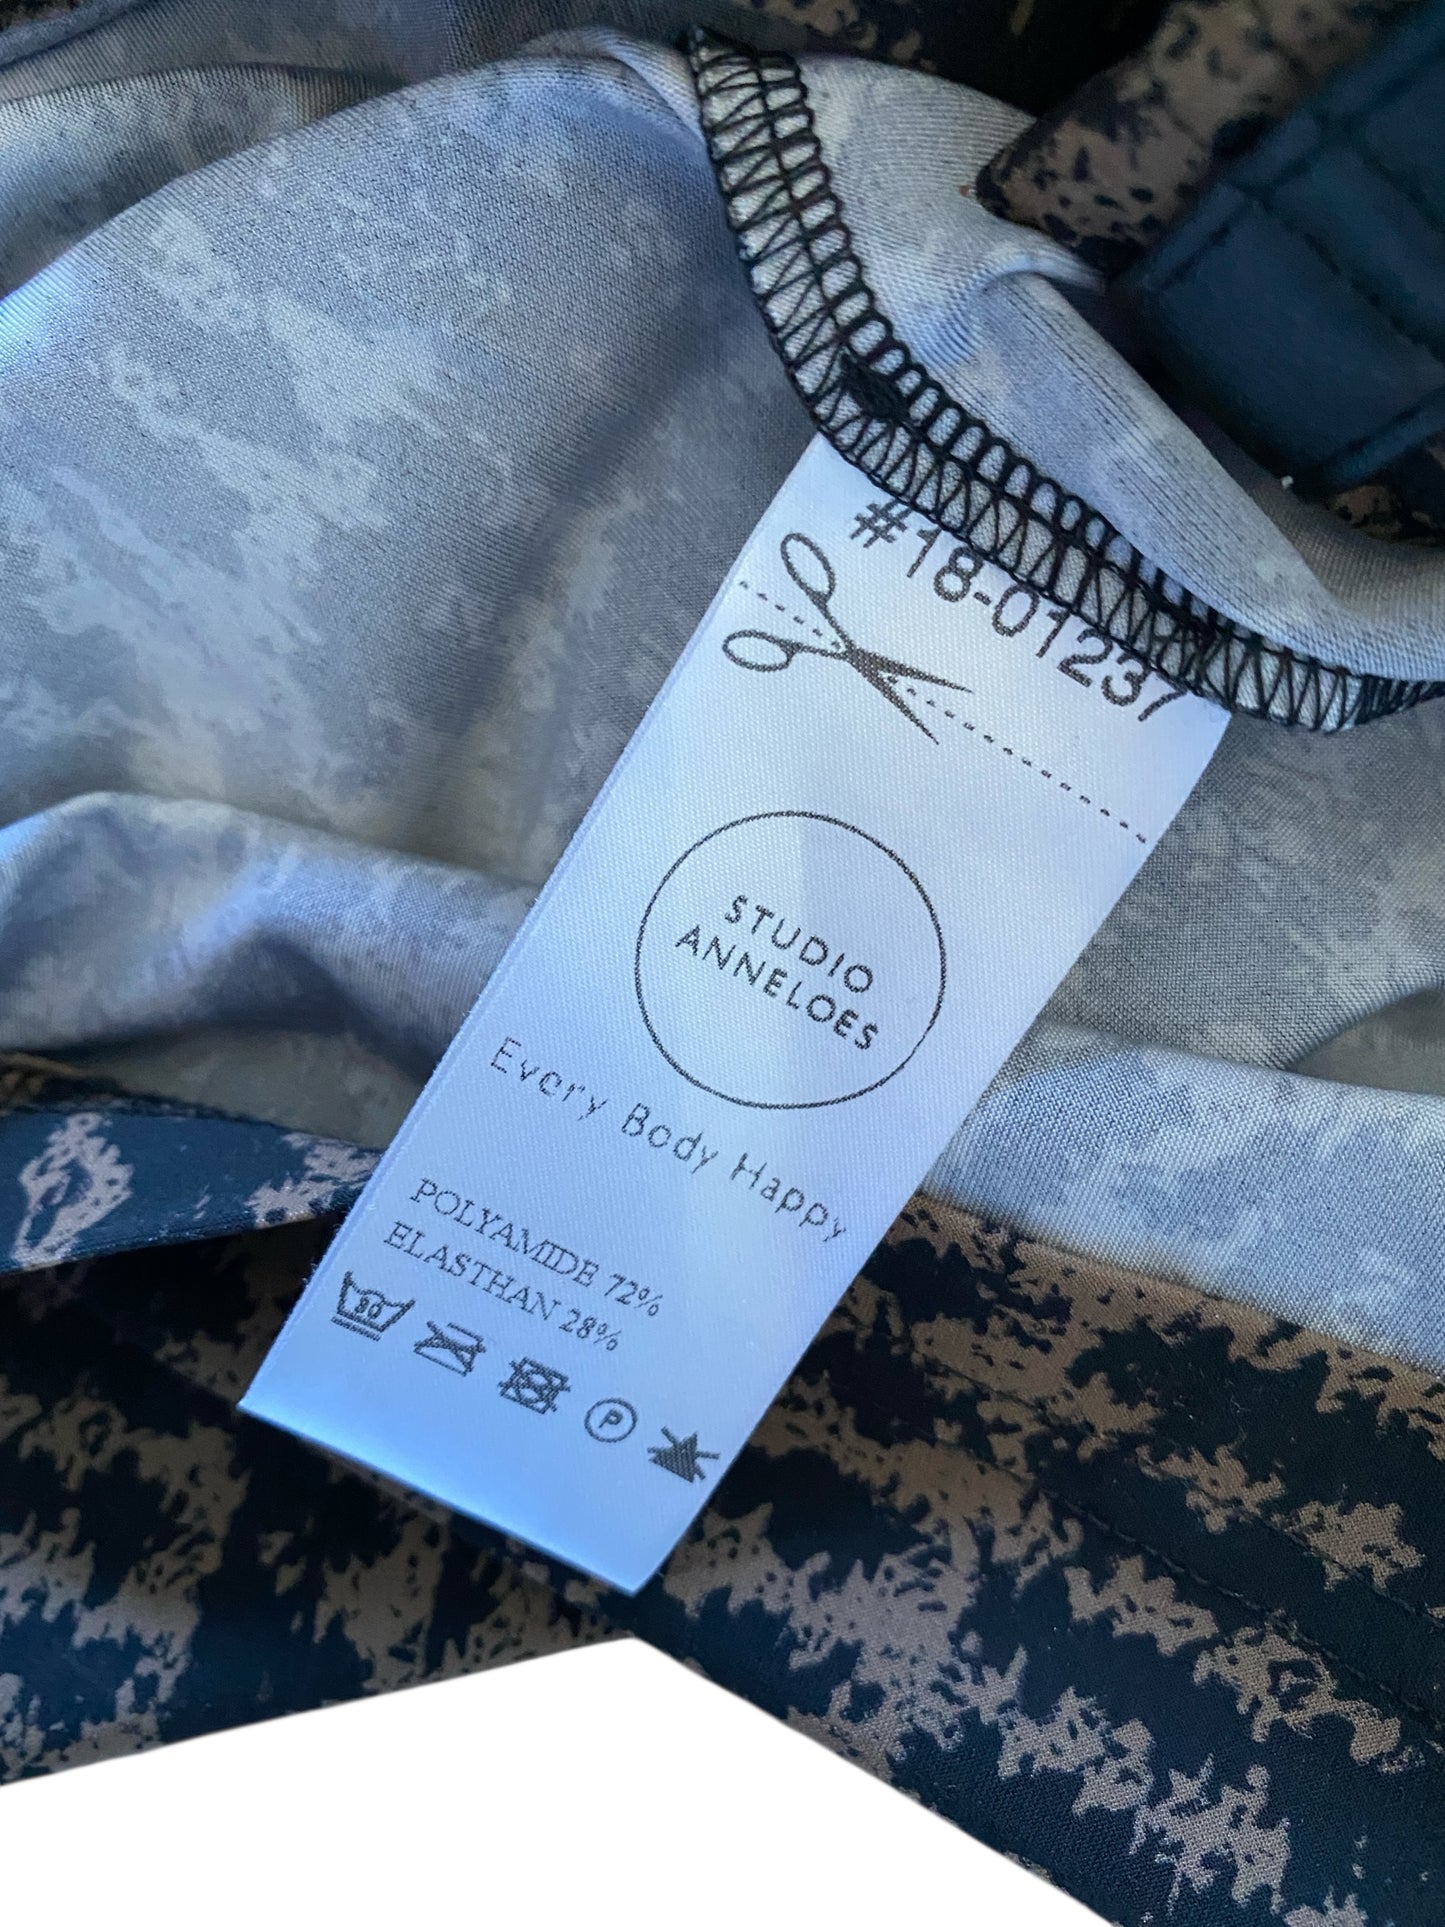 #18-01237
STUDIO
ANNELOES
Every Body Happy
POLYAMIDE 72%
ELASTHAN 28%
30
P